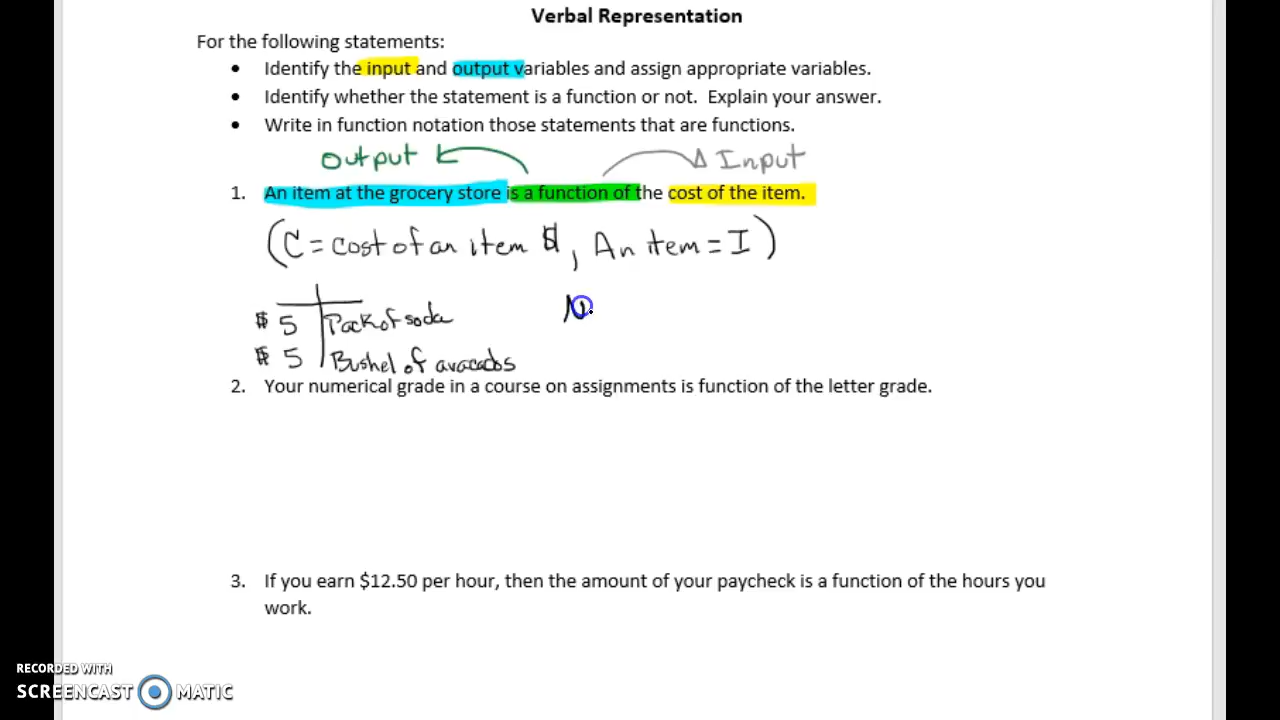 Verbal Representation
For the following statements:
• Identify the input and output variables and assign appropriate variables.
• Identify whether the statement is a function or not. Explain your answer.
• Write in function notation those statements that are functions.
Output Input
1. An item at the grocery store is a function of the cost of the item.
(C = cost of an item $, An item = I)
$ 5 Pack of soda
$ 5 Bushel of avacados
2. Your numerical grade in a course on assignments is function of the letter grade.
3. If you earn $12.50 per hour, then the amount of your paycheck is a function of the hours you
work.
RECORDED WITH
SCREENCAST MATIC